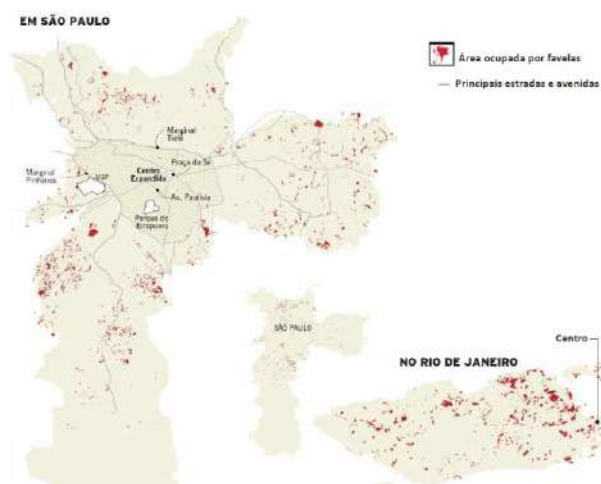 EM SÃO PAULO
Área ocupada por favelas
Principais estradas e avenidas
Marginal
Tietê
Praça da Sé
Marginal
Pinheiros
USP
Centro
Expandido
Av. Paulista
Parque do
Ibirapuera
SÃO PAULO
Centro
NO RIO DE JANEIRO